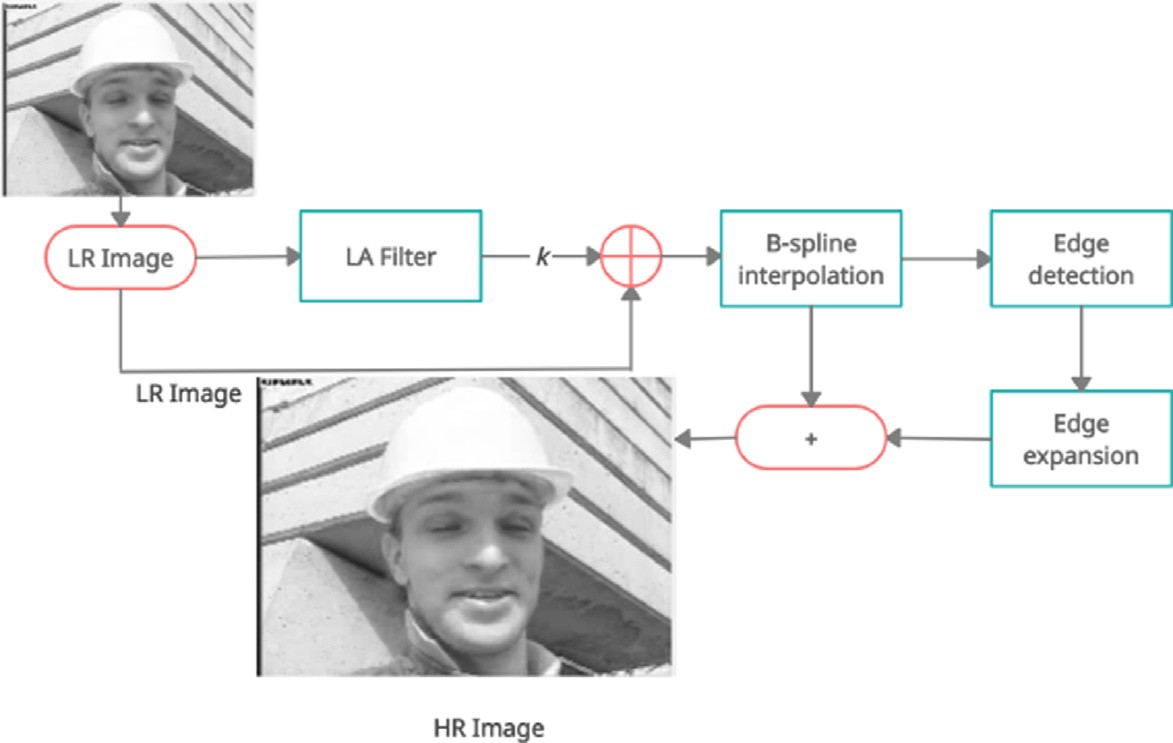 LR Image
LA Filter
k
B-spline
interpolation
Edge
detection
LR Image
+
Edge
expansion
HR Image